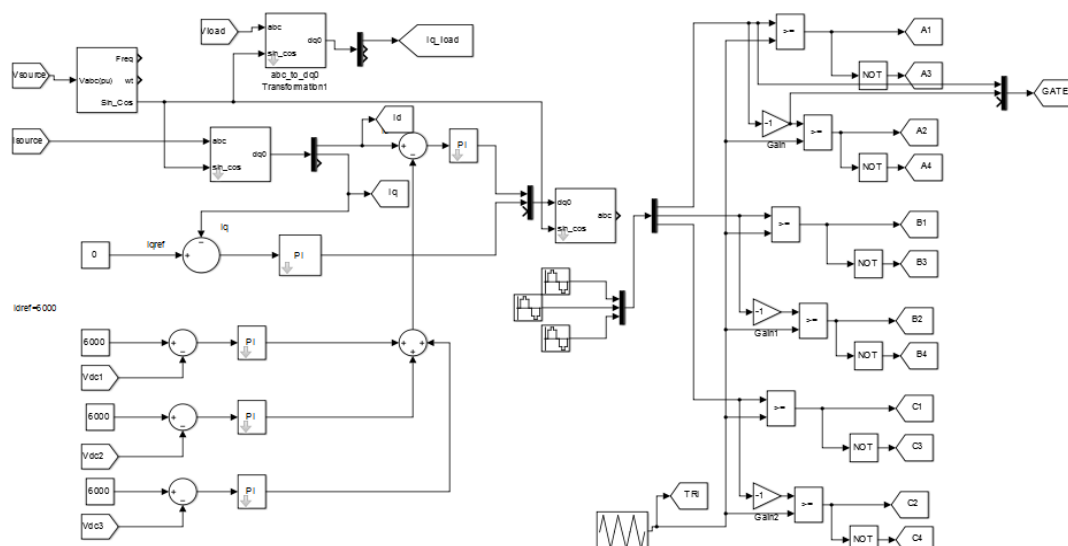 Vload
abc
dq0
sin_cos
abc_to_dq0
Transformation1
Iq_load
Vsource
Vabc(pu)
Freq
wt
Sin_Cos
Isource
abc
dq0
sin_cos
Id
+
-
PI
Iq
Iq
-
Iqref
+
0
PI
dq0
abc
sin_cos
Idref=6000
6000
+
-
PI
+
+
+
Vdc1
6000
+
-
PI
Vdc2
6000
+
-
PI
Vdc3
>=
A1
NOT
A3
GATE
-1
Gain
>=
A2
NOT
A4
>=
B1
NOT
B3
-1
Gain1
>=
B2
NOT
B4
>=
C1
NOT
C3
TRI
-1
Gain2
>=
C2
NOT
C4